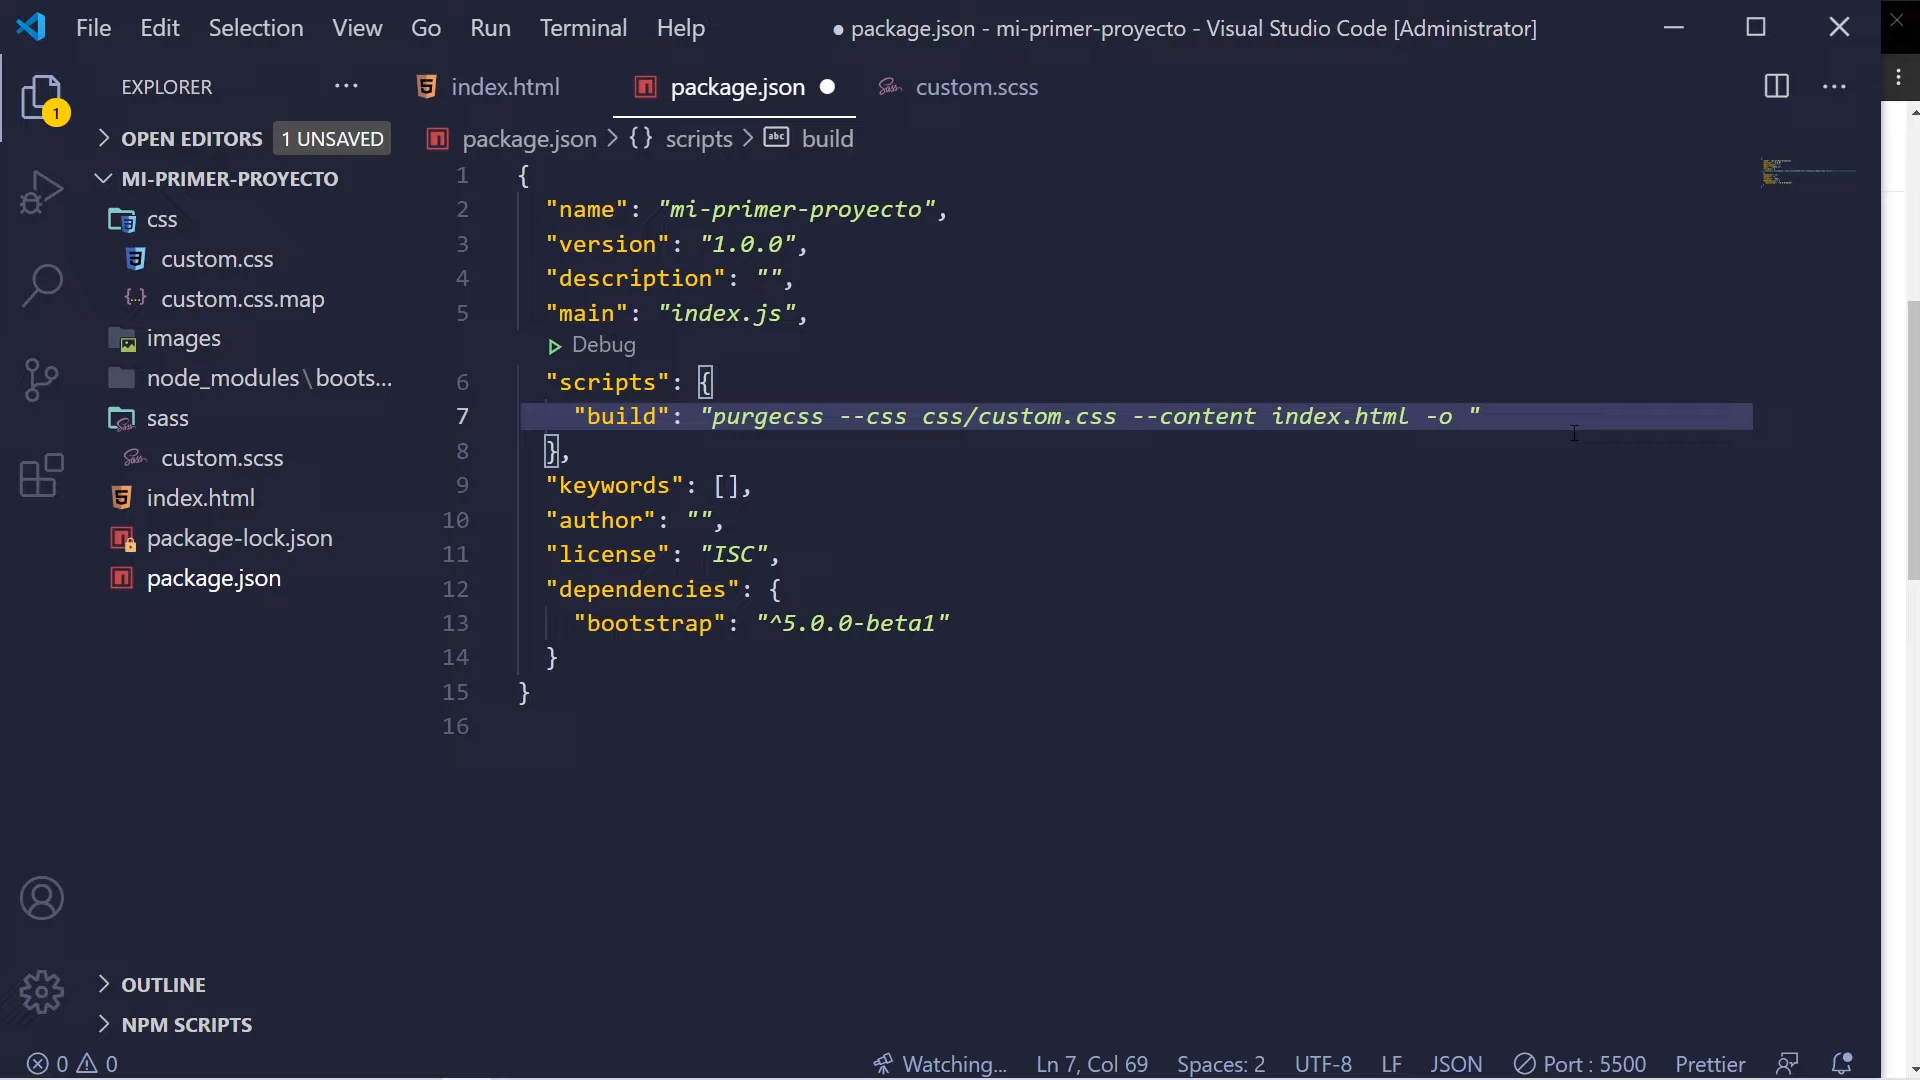 File Edit Selection View Go Run Terminal Help ● package.json - mi-primer-proyecto - Visual Studio Code [Administrator]
EXPLORER ···
index.html package.json custom.scss
1
OPEN EDITORS 1 UNSAVED
package.json > {} scripts > abc build
MI-PRIMER-PROYECTO
css
custom.css
custom.css.map
images
node_modules\boots...
sass
custom.scss
index.html
package-lock.json
package.json
OUTLINE
NPM SCRIPTS
1 {
2 "name": "mi-primer-proyecto",
3 "version": "1.0.0",
4 "description": "",
5 "main": "index.js",
Debug
6 "scripts": {
7 "build": "purgecss --css css/custom.css --content index.html -o "
8 },
9 "keywords": [],
10 "author": "",
11 "license": "ISC",
12 "dependencies": {
13 "bootstrap": "^5.0.0-beta1"
14 }
15 }
16
0 0 Watching... Ln 7, Col 69 Spaces: 2 UTF-8 LF JSON Port : 5500 Prettier